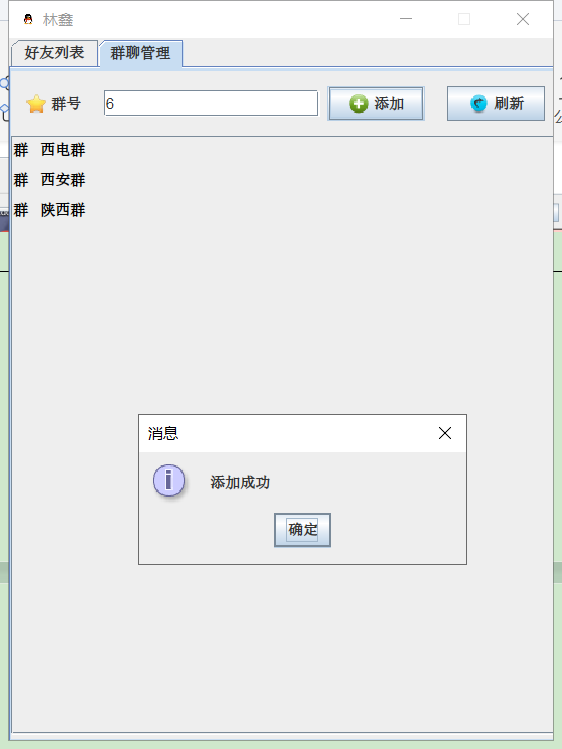 林鑫
好友列表 群聊管理
群号 6 添加 刷新
群 西电群
群 西安群
群 陕西群
消息
添加成功
确定